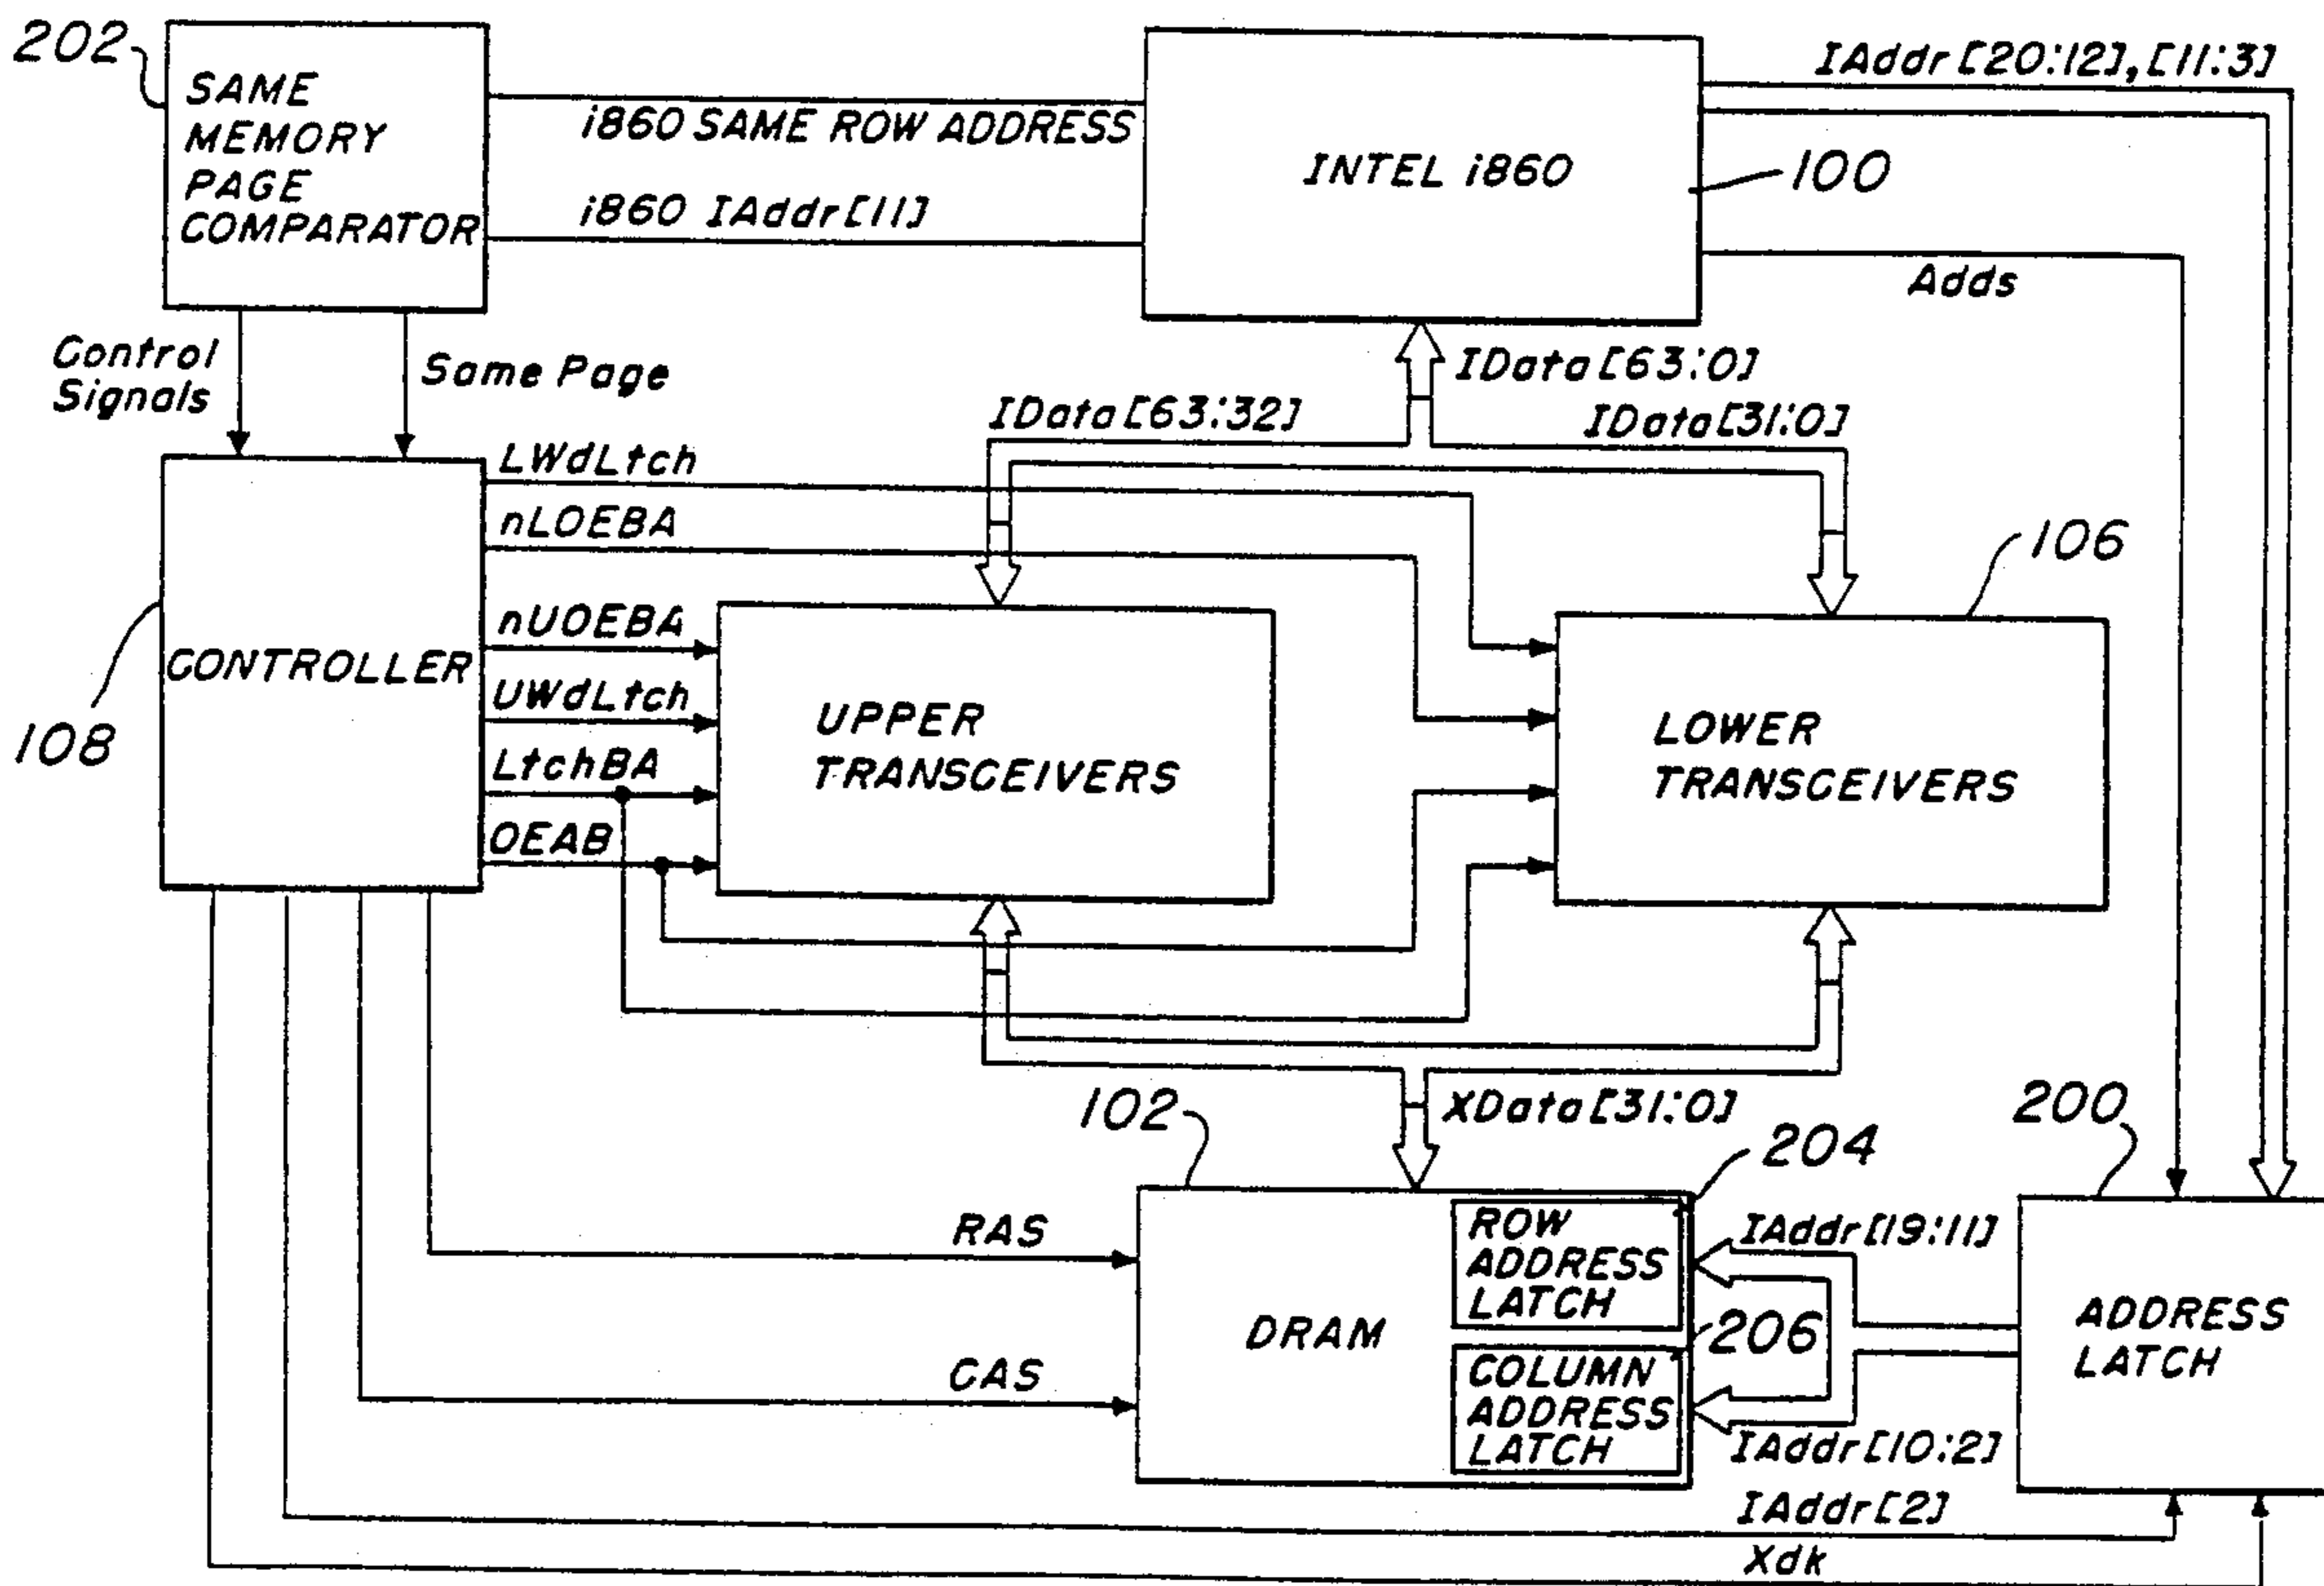 202
SAME
MEMORY
PAGE
COMPARATOR
i860 SAME ROW ADDRESS
i860 IAddr[11]
INTEL i860
100
IAddr[20:12],[11:3]
Adds
Control
Signals
Same Page
IData[63:0]
IData[63:32]
IData[31:0]
LWdLtch
nLOEBA
nUOEBA
UWdLtch
LtchBA
OEAB
CONTROLLER
108
UPPER
TRANSCEIVERS
106
LOWER
TRANSCEIVERS
XData[31:0]
102
204
200
RAS
CAS
DRAM
ROW
ADDRESS
LATCH
206
COLUMN
ADDRESS
LATCH
IAddr[19:11]
IAddr[10:2]
ADDRESS
LATCH
IAddr[2]
Xdk